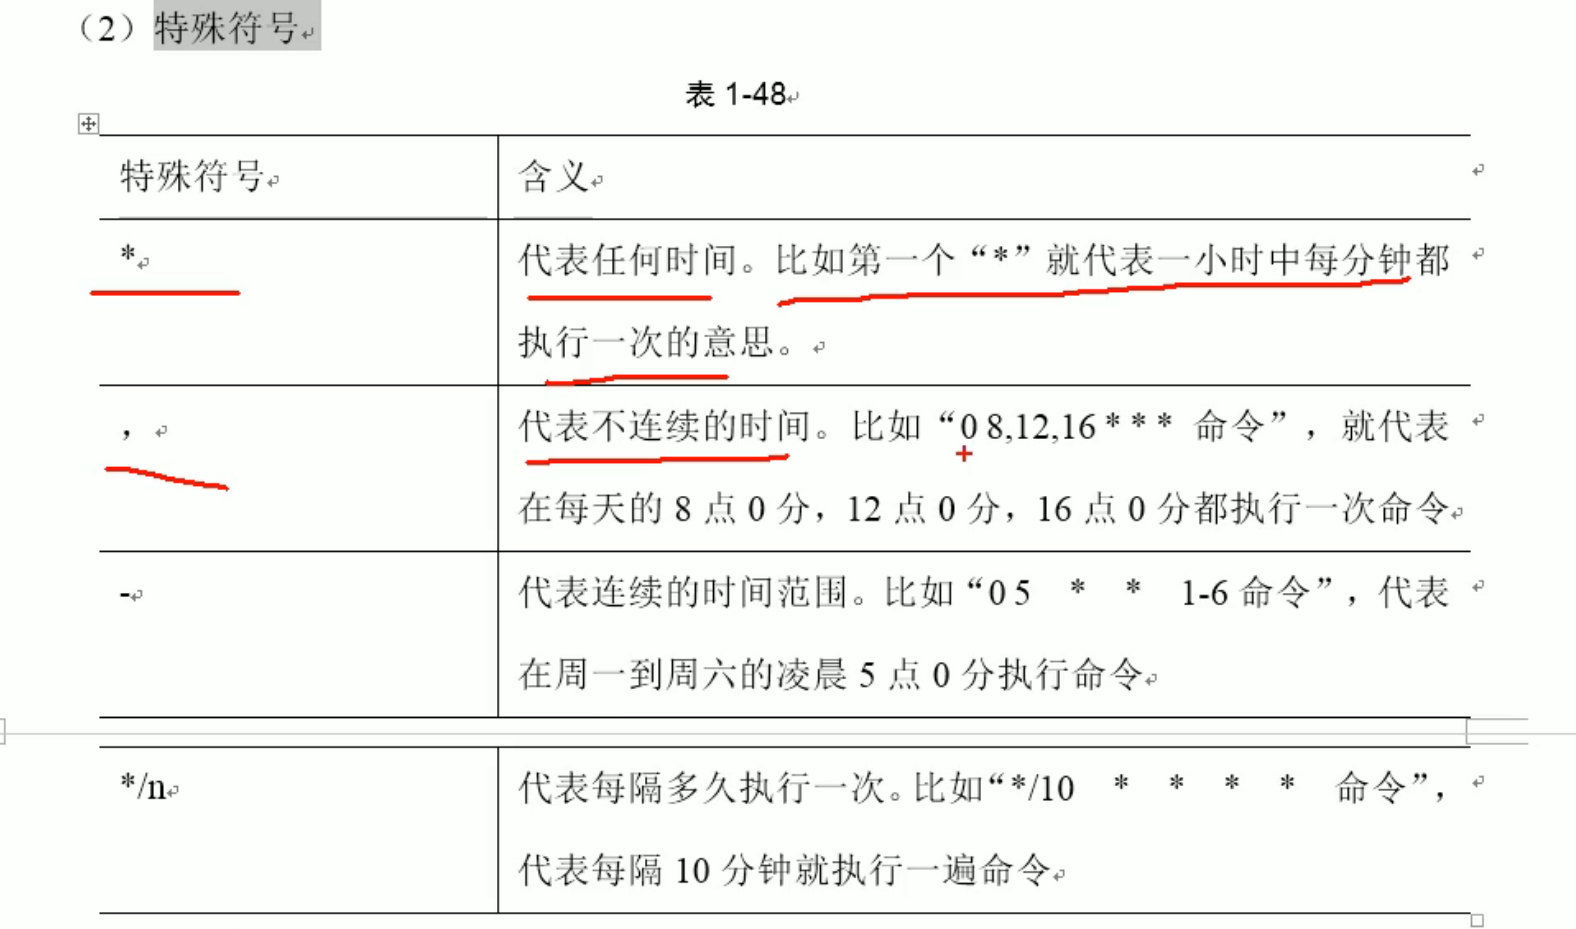 （2）特殊符号
表 1-48
特殊符号
含义
*
代表任何时间。比如第一个“*”就代表一小时中每分钟都
执行一次的意思。
，
代表不连续的时间。比如“0 8,12,16 * * * 命令”，就代表
在每天的 8 点 0 分，12 点 0 分，16 点 0 分都执行一次命令
-
代表连续的时间范围。比如“0 5 * * 1-6 命令”，代表
在周一到周六的凌晨 5 点 0 分执行命令
*/n
代表每隔多久执行一次。比如“*/10 * * * * 命令”，
代表每隔 10 分钟就执行一遍命令